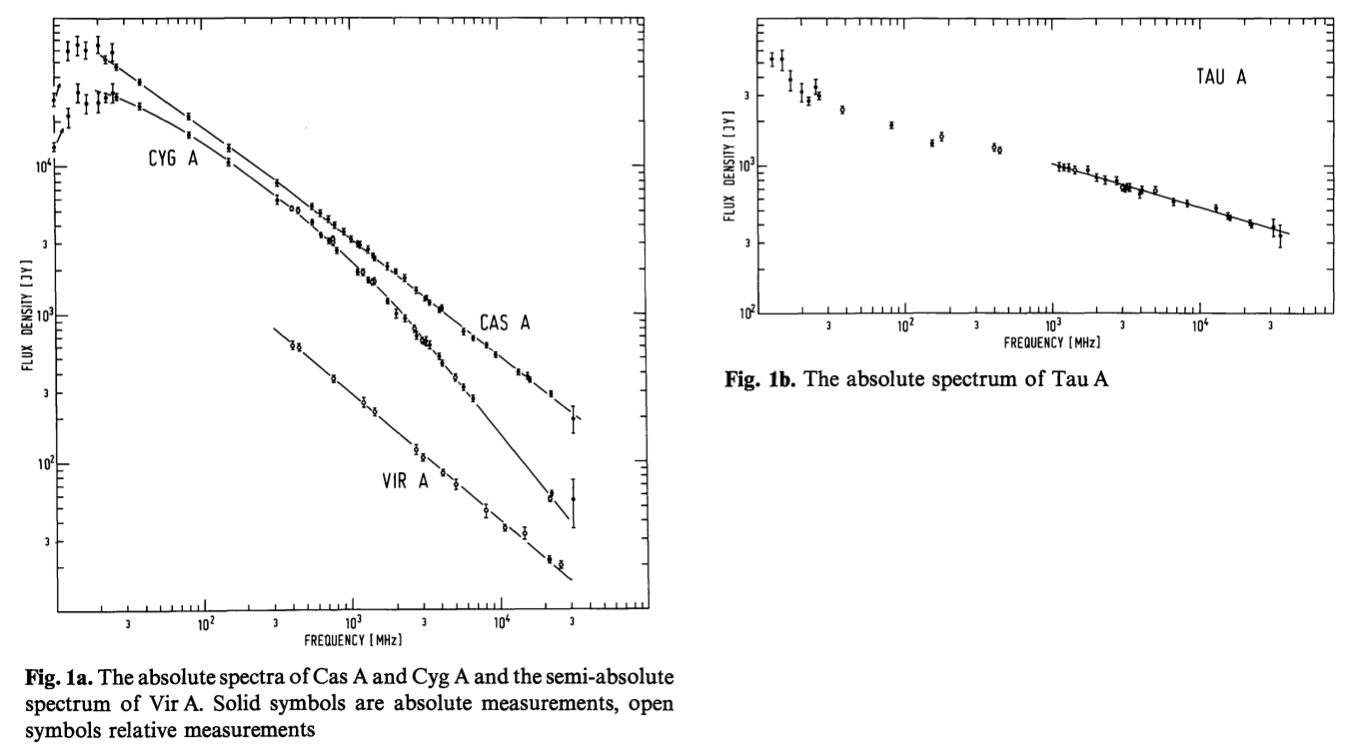 10⁴
3
10³
3
10²
3
FLUX DENSITY [JY]
CYG A
CAS A
VIR A
3
10²
3
10³
3
10⁴
3
FREQUENCY [MHz]
Fig. 1a. The absolute spectra of Cas A and Cyg A and the semi-absolute
spectrum of Vir A. Solid symbols are absolute measurements, open
symbols relative measurements
TAU A
3
10³
3
10²
FLUX DENSITY [JY]
3
10²
3
10³
3
10⁴
3
FREQUENCY [MHz]
Fig. 1b. The absolute spectrum of Tau A